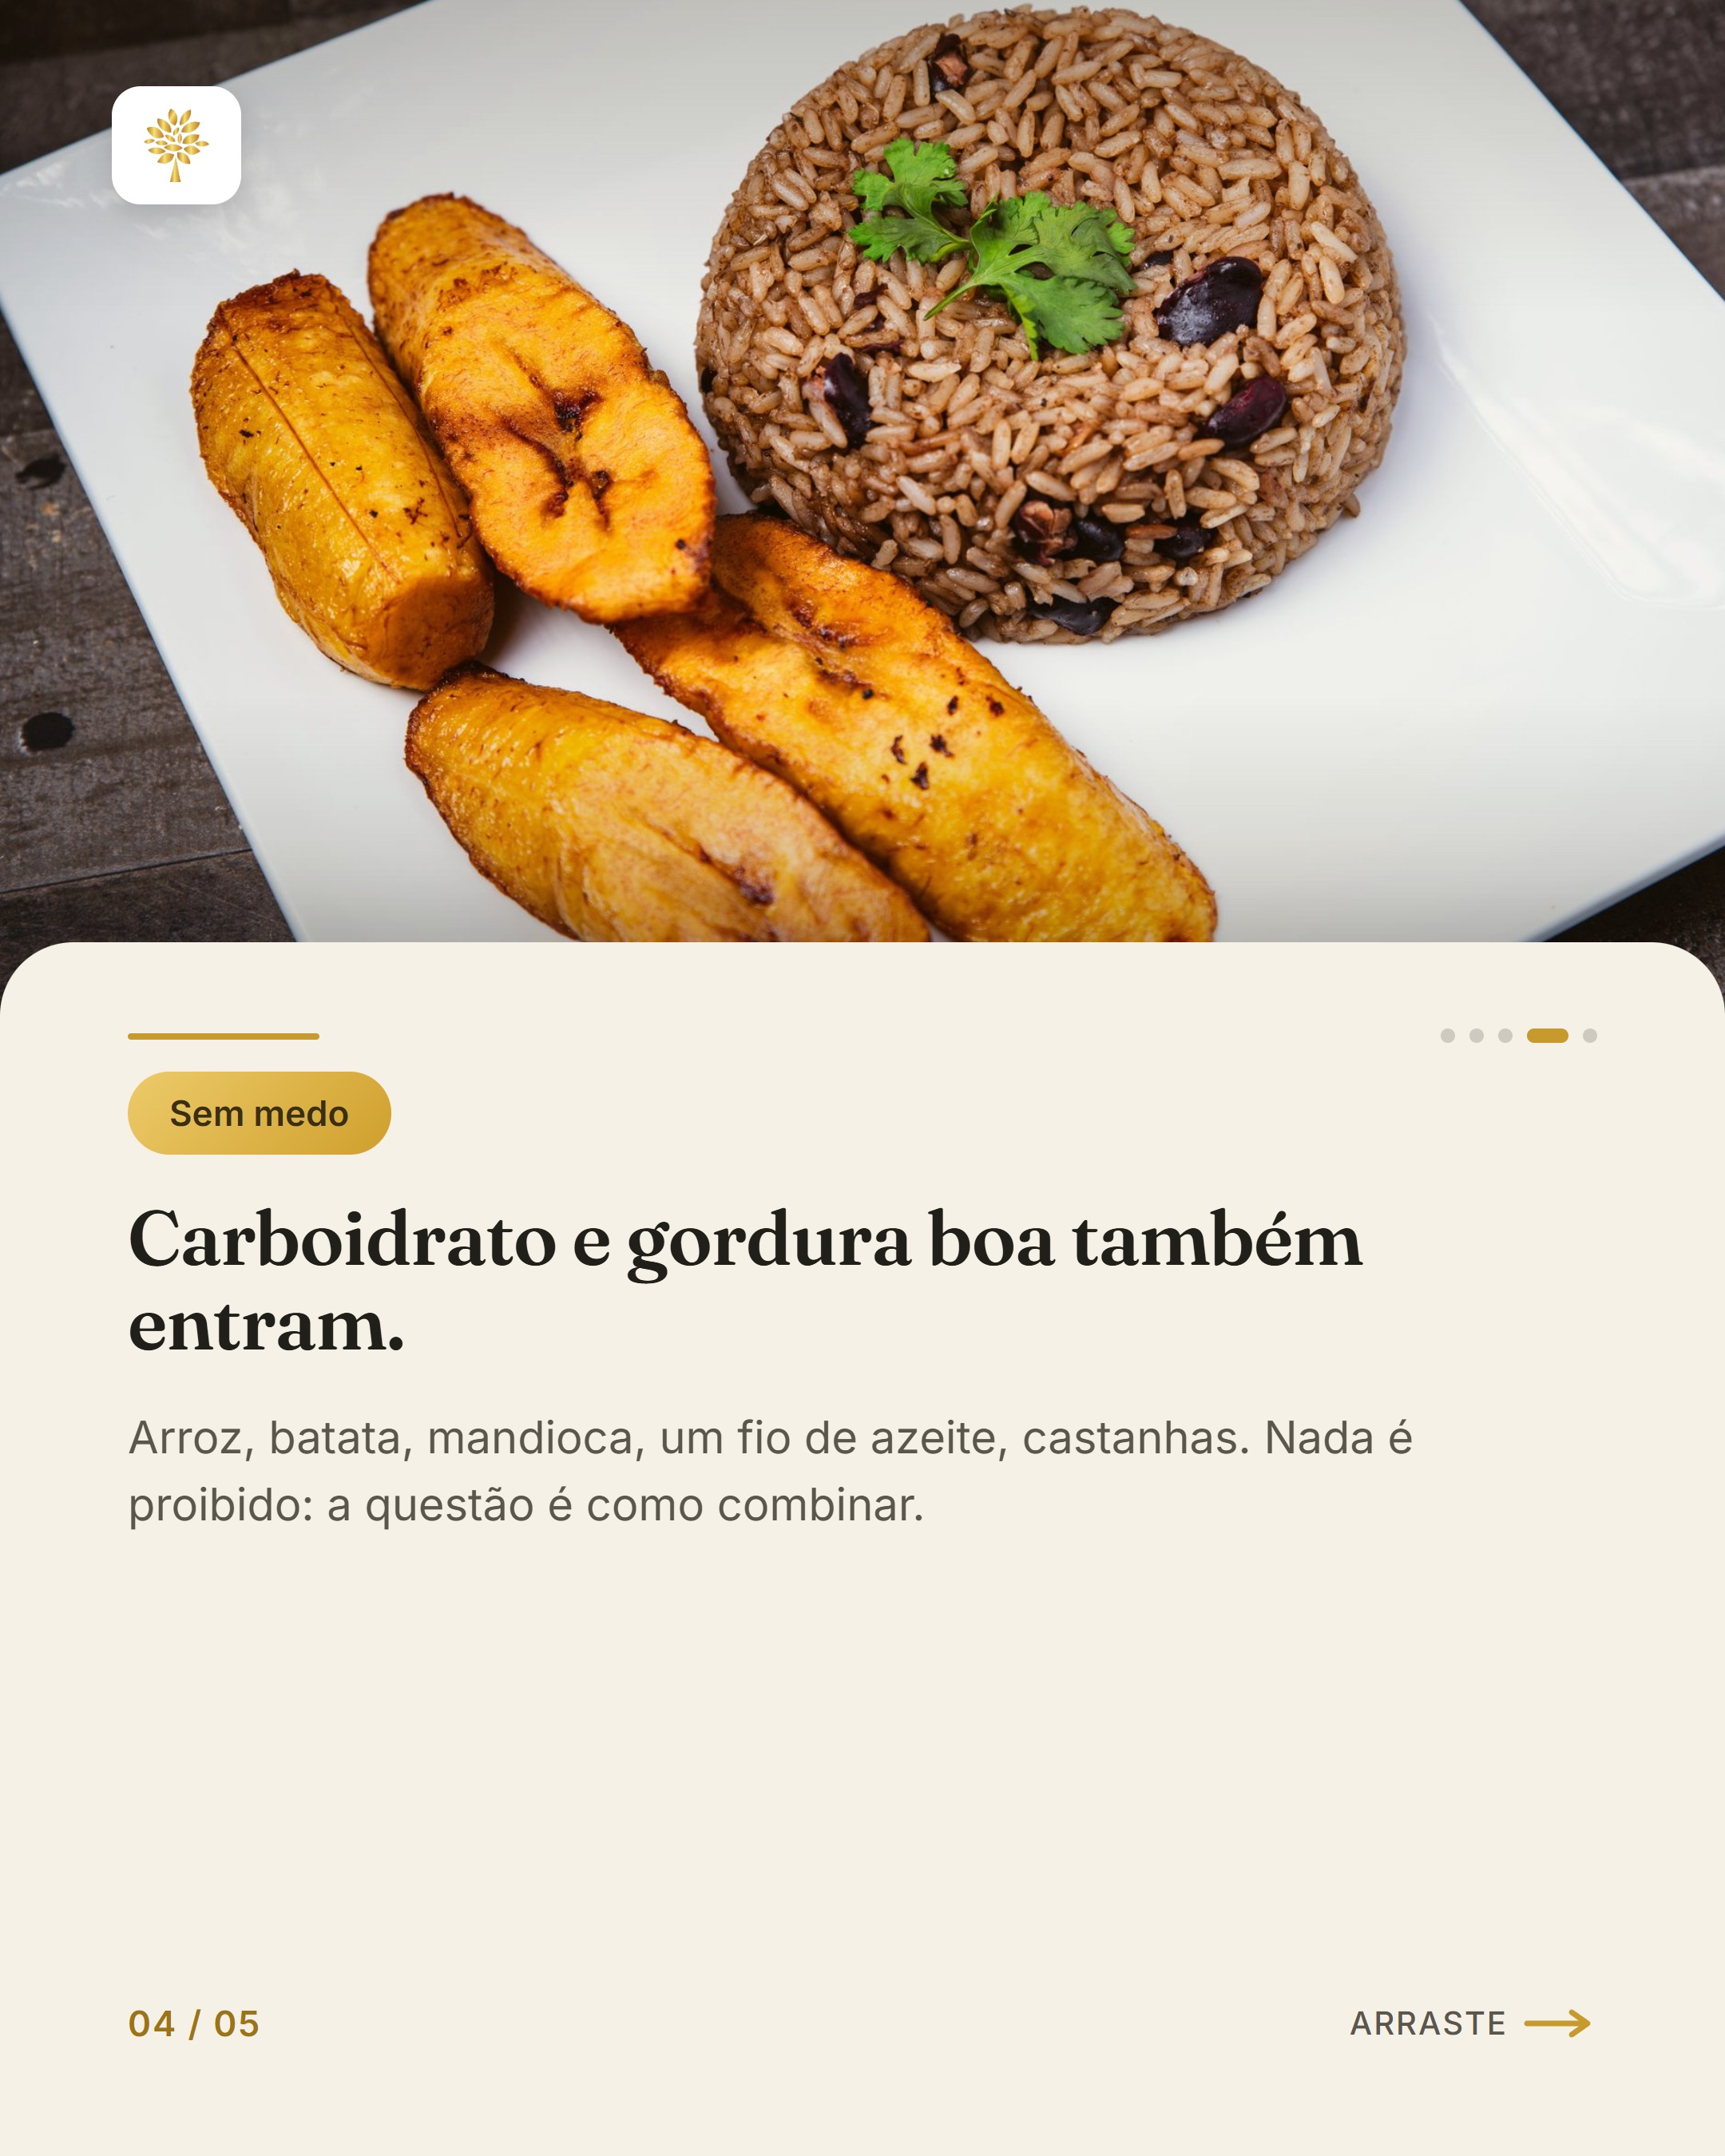 Sem medo
Carboidrato e gordura boa também
entram.
Arroz, batata, mandioca, um fio de azeite, castanhas. Nada é
proibido: a questão é como combinar.
04 / 05
ARRASTE